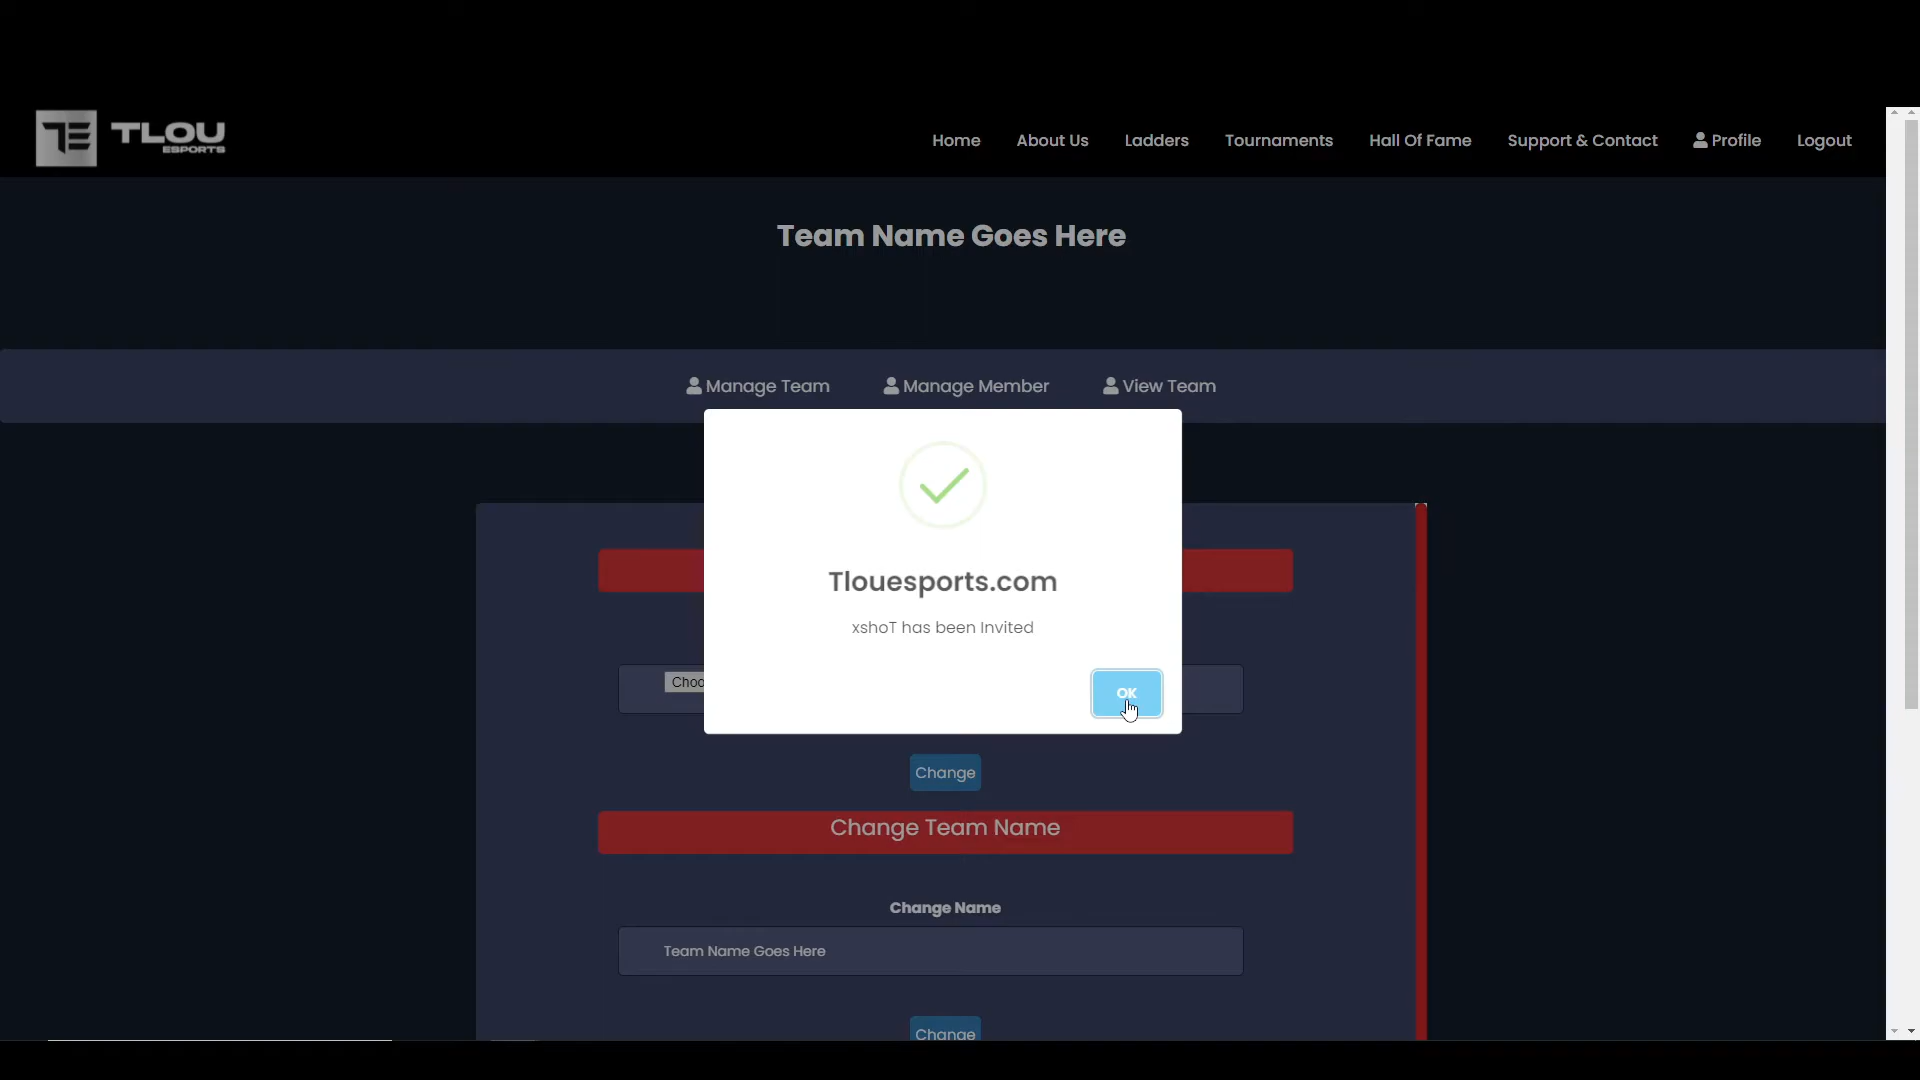 TE TLOU
ESPORTS
Home About Us Ladders Tournaments Hall Of Fame Support & Contact Profile Logout
Team Name Goes Here
Manage Team Manage Member View Team
Tlouesports.com
xshoT has been Invited
Choo
OK
Change
Change Team Name
Change Name
Team Name Goes Here
Change